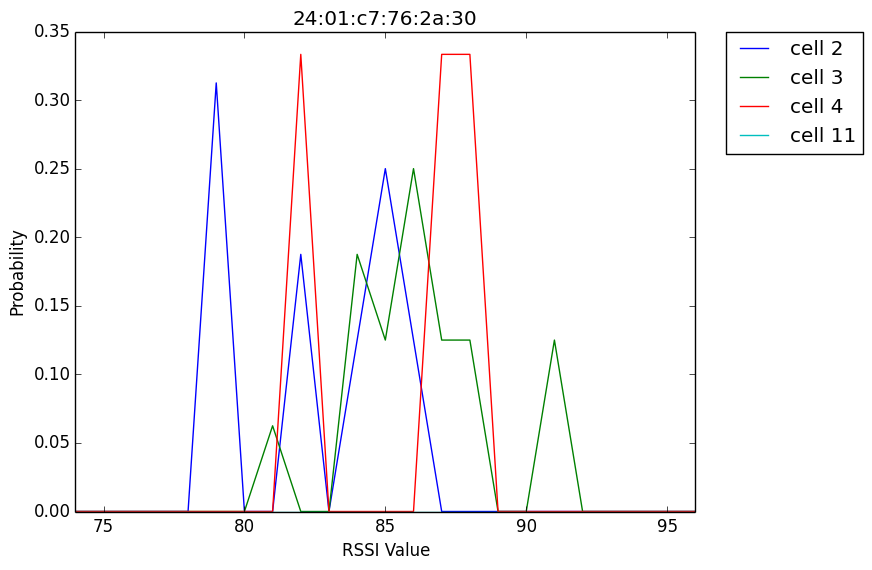 24:01:c7:76:2a:30
0.35
0.30
0.25
0.20
0.15
0.10
0.05
0.00
Probability
75 80 85 90 95
RSSI Value
cell 2
cell 3
cell 4
cell 11